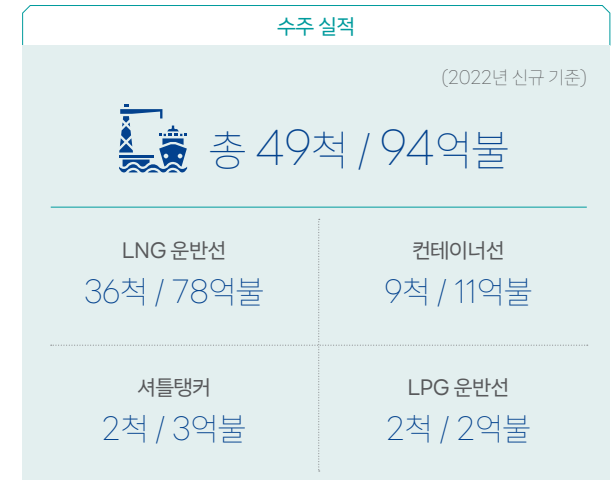 수주 실적
(2022년 신규 기준)
총 49척 / 94억불
LNG 운반선
36척 / 78억불
컨테이너선
9척 / 11억불
셔틀탱커
2척 / 3억불
LPG 운반선
2척 / 2억불